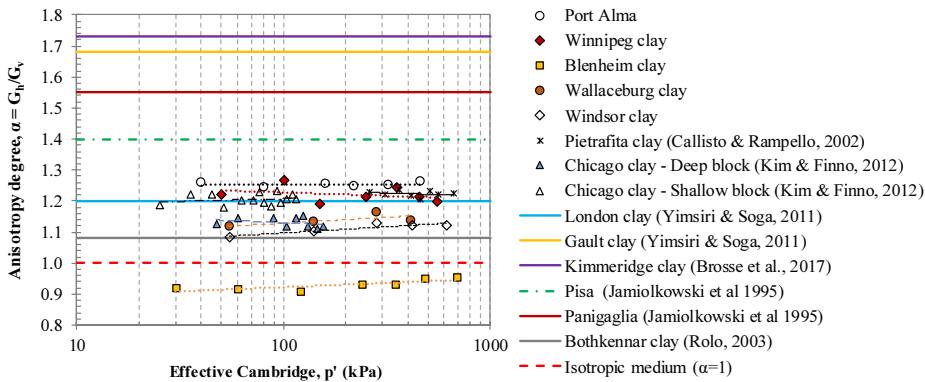 1.8
1.7
1.6
1.5
1.4
1.3
1.2
1.1
1.0
0.9
0.8
Anisotropy degree, α = Gh/Gv
10
100
1000
Effective Cambridge, p' (kPa)
Port Alma
Winnipeg clay
Blenheim clay
Wallaceburg clay
Windsor clay
Pietrafita clay (Callisto & Rampello, 2002)
Chicago clay - Deep block (Kim & Finno, 2012)
Chicago clay - Shallow block (Kim & Finno, 2012)
London clay (Yimsiri & Soga, 2011)
Gault clay (Yimsiri & Soga, 2011)
Kimmeridge clay (Brosse et al., 2017)
Pisa (Jamiolkowski et al 1995)
Panigaglia (Jamiolkowski et al 1995)
Bothkennar clay (Rolo, 2003)
Isotropic medium (α=1)